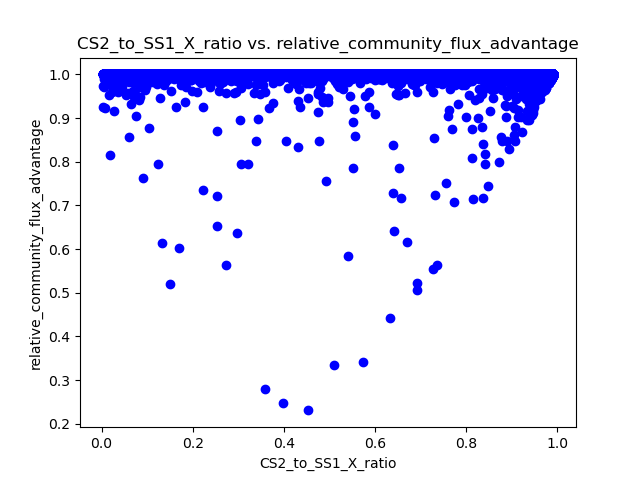 CS2_to_SS1_X_ratio vs. relative_community_flux_advantage
1.0
0.9
0.8
0.7
0.6
0.5
0.4
0.3
0.2
relative_community_flux_advantage
0.0 0.2 0.4 0.6 0.8 1.0
CS2_to_SS1_X_ratio